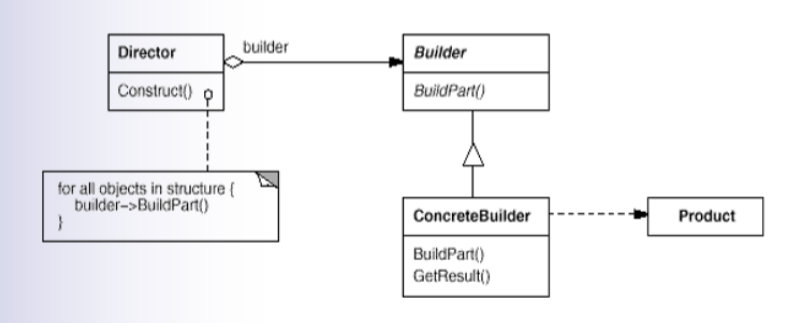 Director
builder
Builder
Construct()
BuildPart()
for all objects in structure {
builder->BuildPart()
}
ConcreteBuilder
Product
BuildPart()
GetResult()